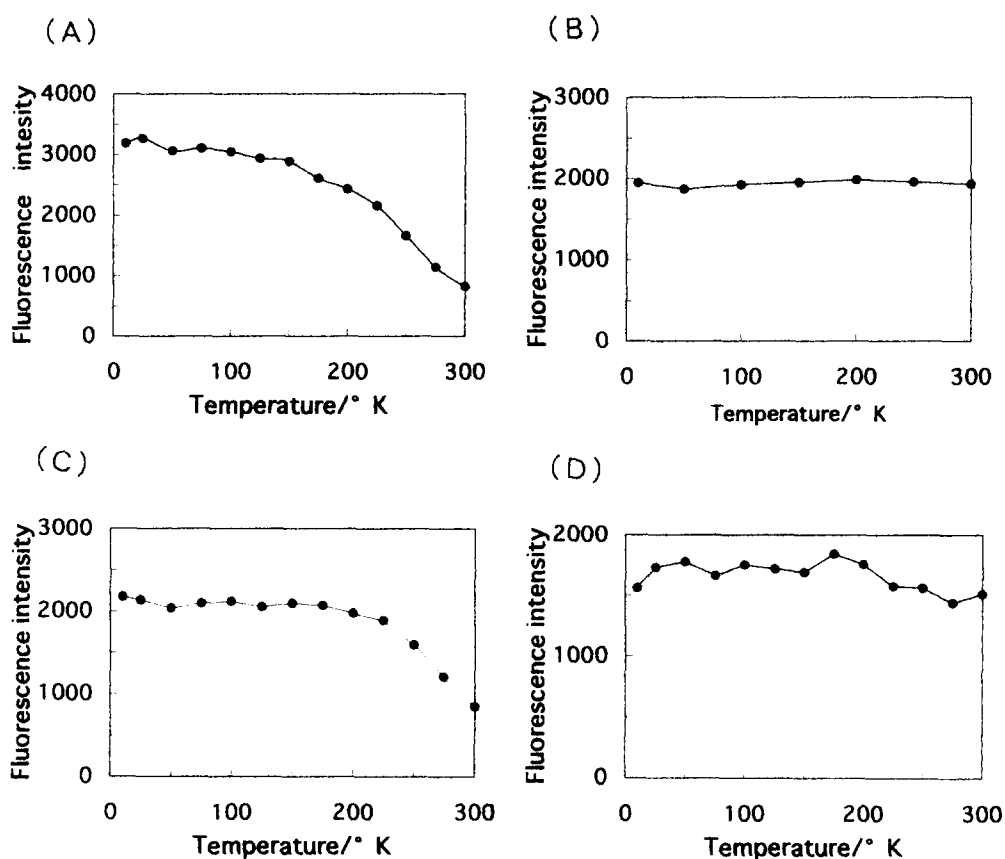 (A)
Fluorescence intesity
4000
3000
2000
1000
0
0 100 200 300
Temperature/° K
(B)
Fluorescence intensity
3000
2000
1000
0
0 100 200 300
Temperature/° K
(C)
Fluorescence intensity
3000
2000
1000
0
0 100 200 300
Temperature/° K
(D)
Fluorescence intensity
2000
1000
0
0 100 200 300
Temperature/° K